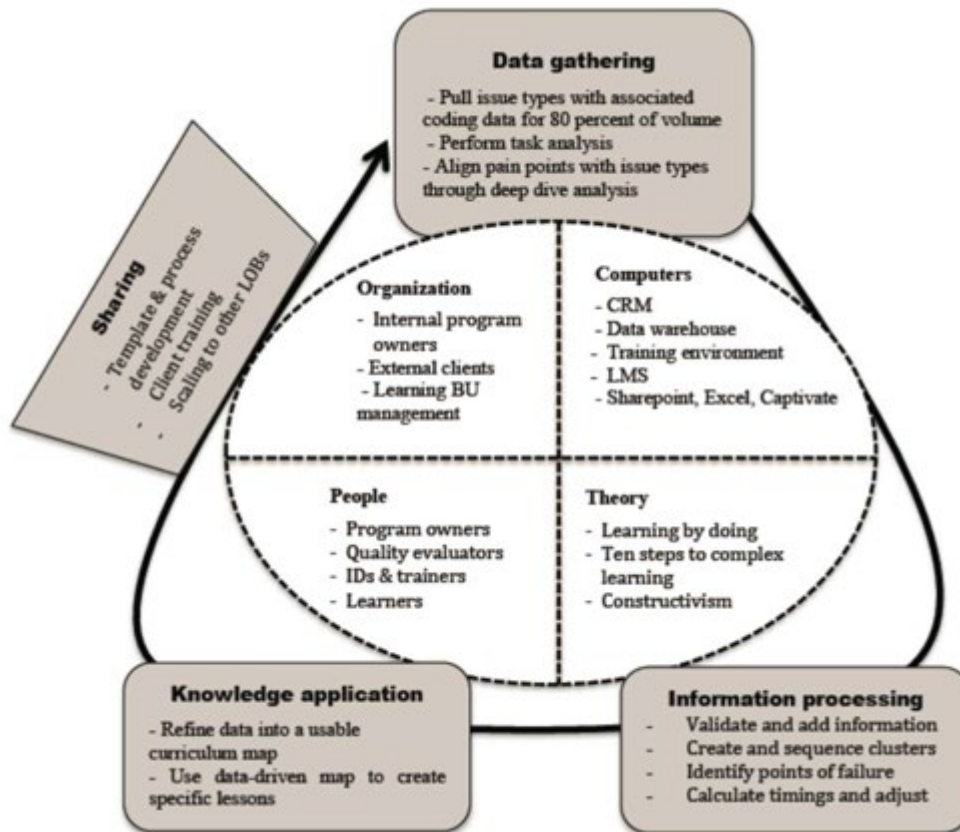 Data gathering
- Pull issue types with associated
coding data for 80 percent of volume
- Perform task analysis
- Align pain points with issue types
through deep dive analysis
Sharing
- Template & process
development
- Client training
- Scaling to other LOBs
Organization
- Internal program
owners
- External clients
- Learning BU
management
Computers
- CRM
- Data warehouse
- Training environment
- LMS
- Sharepoint, Excel, Captivate
People
- Program owners
- Quality evaluators
- IDs & trainers
- Learners
Theory
- Learning by doing
- Ten steps to complex
learning
- Constructivism
Knowledge application
- Refine data into a usable
curriculum map
- Use data-driven map to create
specific lessons
Information processing
- Validate and add information
- Create and sequence clusters
- Identify points of failure
- Calculate timings and adjust